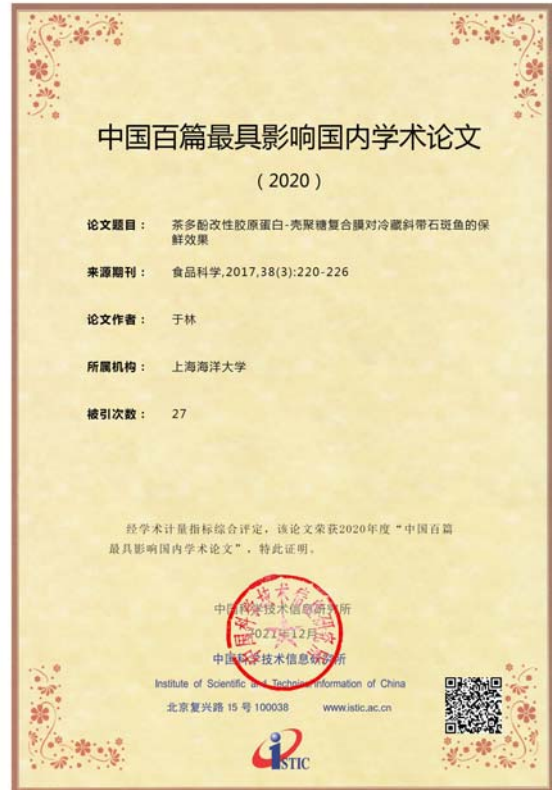 中国百篇最具影响国内学术论文
（2020）
论文题目： 茶多酚改性胶原蛋白-壳聚糖复合膜对冷藏斜带石斑鱼的保
鲜效果
来源期刊： 食品科学,2017,38(3):220-226
论文作者： 于林
所属机构： 上海海洋大学
被引次数： 27
经学术计量指标综合评定，该论文荣获2020年度“中国百篇
最具影响国内学术论文”，特此证明。
中国科学技术信息研究所
2021年12月
中国科学技术信息研究所
Institute of Scientific and Technical Information of China
北京复兴路 15 号 100038 www.istic.ac.cn
ISTIC